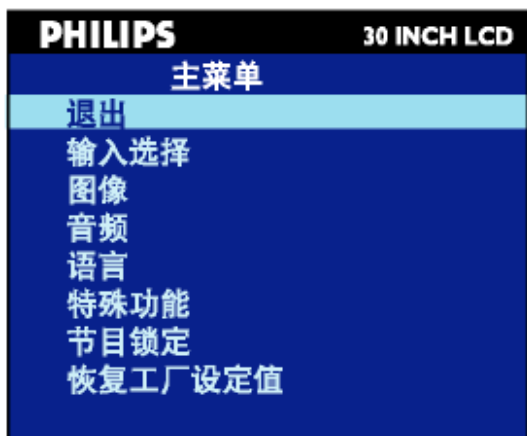 PHILIPS 30 INCH LCD
主菜单
退出
输入选择
图像
音频
语言
特殊功能
节目锁定
恢复工厂设定值